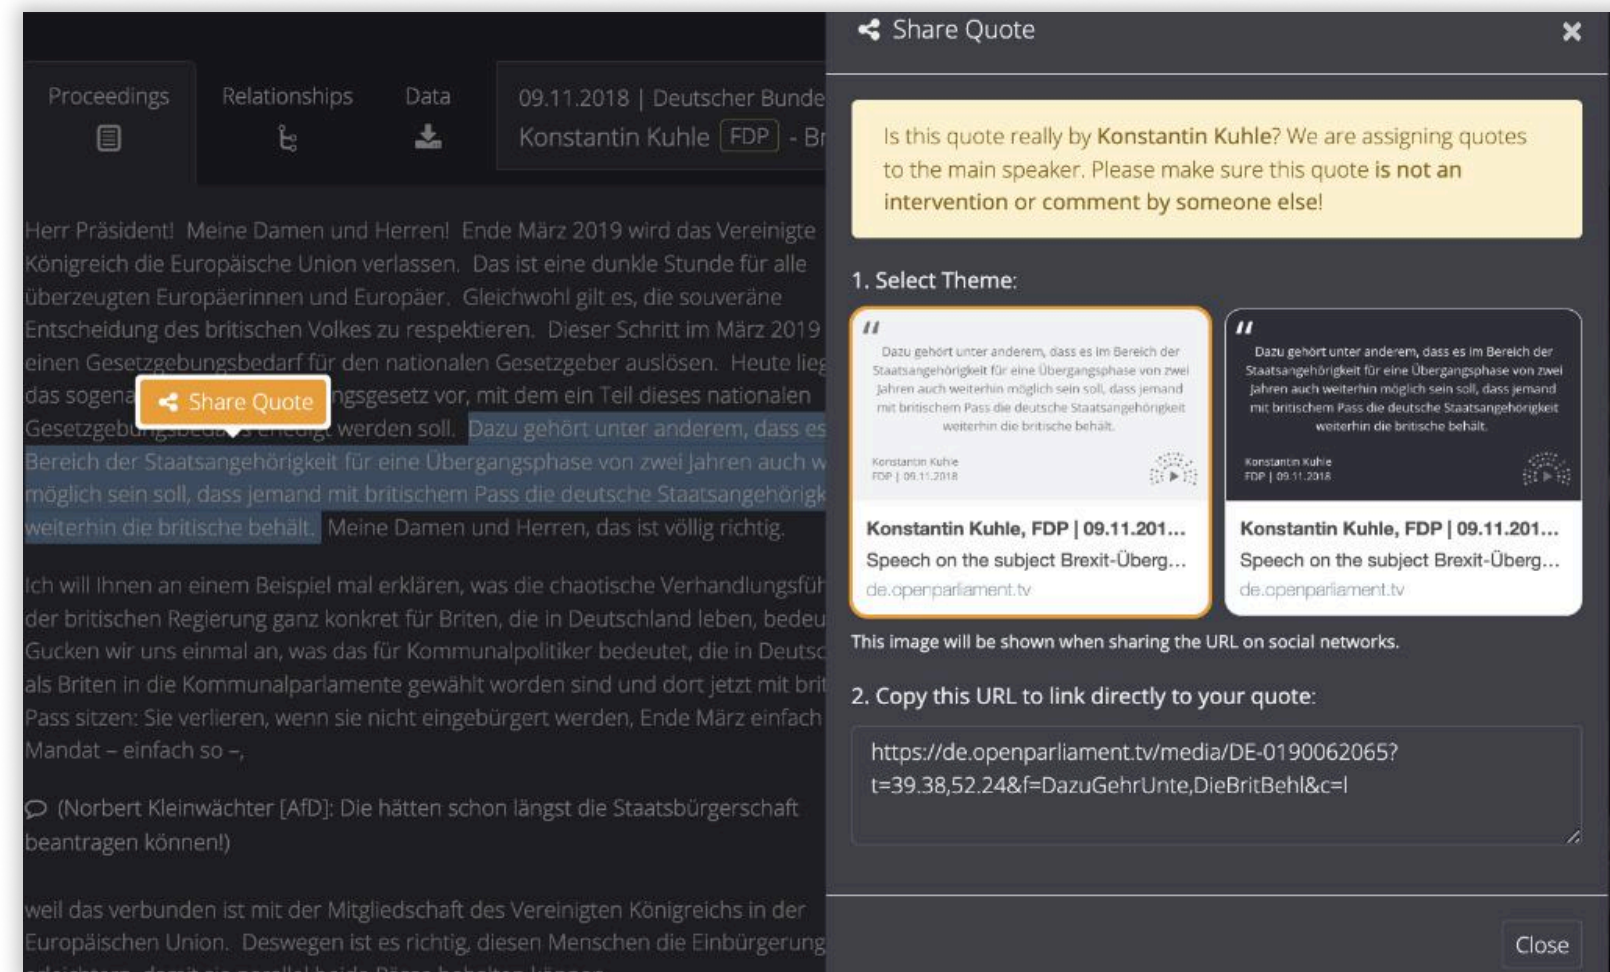 Proceedings
Relationships
Data
09.11.2018 | Deutscher Bunde
Konstantin Kuhle FDP - Br
Herr Präsident! Meine Damen und Herren! Ende März 2019 wird das Vereinigte
Königreich die Europäische Union verlassen. Das ist eine dunkle Stunde für alle
überzeugten Europäerinnen und Europäer. Gleichwohl gilt es, die souveräne
Entscheidung des britischen Volkes zu respektieren. Dieser Schritt im März 2019
einen Gesetzgebungsbedarf für den nationalen Gesetzgeber auslösen. Heute lieg
das sogena
Share Quote
ngsgesetz vor, mit dem ein Teil dieses nationalen
werden soll. Dazu gehört unter anderem, dass es
Bereich der Staatsangehörigkeit für eine Übergangsphase von zwei Jahren auch w
möglich sein soll, dass jemand mit britischem Pass die deutsche Staatsangehörigk
weiterhin die britische behält. Meine Damen und Herren, das ist völlig richtig.
Ich will Ihnen an einem Beispiel mal erklären, was die chaotische Verhandlungsfüh
der britischen Regierung ganz konkret für Briten, die in Deutschland leben, bedeu
Gucken wir uns einmal an, was das für Kommunalpolitiker bedeutet, die in Deutsc
als Briten in die Kommunalparlamente gewählt worden sind und dort jetzt mit brit
Pass sitzen: Sie verlieren, wenn sie nicht eingebürgert werden, Ende März einfach
Mandat – einfach so –,
(Norbert Kleinwächter [AfD]: Die hätten schon längst die Staatsbürgerschaft
beantragen können!)
weil das verbunden ist mit der Mitgliedschaft des Vereinigten Königreichs in der
Europäischen Union. Deswegen ist es richtig, diesen Menschen die Einbürgerung
Share Quote
Is this quote really by Konstantin Kuhle? We are assigning quotes
to the main speaker. Please make sure this quote is not an
intervention or comment by someone else!
1. Select Theme:
Dazu gehört unter anderem, dass es im Bereich der
Staatsangehörigkeit für eine Übergangsphase von zwei
Jahren auch weiterhin möglich sein soll, dass jemand
mit britischem Pass die deutsche Staatsangehörigkeit
weiterhin die britische behält.
Konstantin Kuhle
FDP | 09.11.2018
Konstantin Kuhle, FDP | 09.11.201...
Speech on the subject Brexit-Überg...
de.openparliament.tv
Dazu gehört unter anderem, dass es im Bereich der
Staatsangehörigkeit für eine Übergangsphase von zwei
Jahren auch weiterhin möglich sein soll, dass jemand
mit britischem Pass die deutsche Staatsangehörigkeit
weiterhin die britische behält.
Konstantin Kuhle
FDP | 09.11.2018
Konstantin Kuhle, FDP | 09.11.201...
Speech on the subject Brexit-Überg...
de.openparliament.tv
This image will be shown when sharing the URL on social networks.
2. Copy this URL to link directly to your quote:
https://de.openparliament.tv/media/DE-0190062065?
t=39.38,52.24&f=DazuGehrUnte,DieBritBehl&c=l
Close